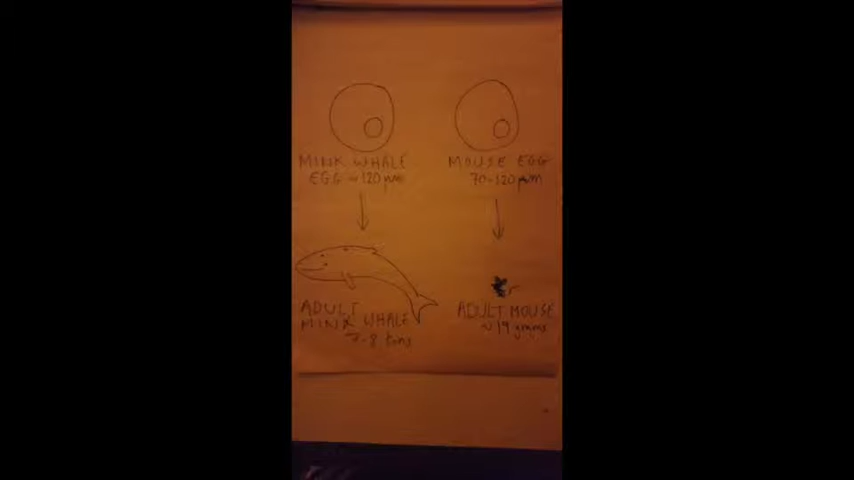 MINK WHALE
EGG ~ 120 µm
MOUSE EGG
70-120 µm
ADULT
MINK WHALE
7-8 tons
ADULT MOUSE
~ 19 grams